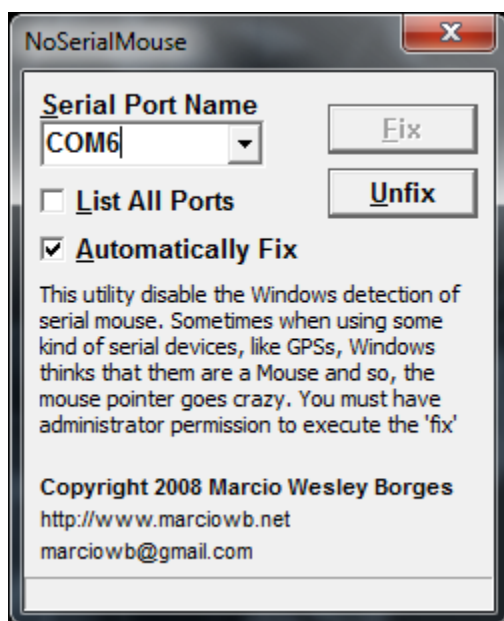 NoSerialMouse
Serial Port Name
COM6
Fix
List All Ports
Unfix
Automatically Fix
This utility disable the Windows detection of
serial mouse. Sometimes when using some
kind of serial devices, like GPSs, Windows
thinks that them are a Mouse and so, the
mouse pointer goes crazy. You must have
administrator permission to execute the 'fix'
Copyright 2008 Marcio Wesley Borges
http://www.marciowb.net
marciowb@gmail.com